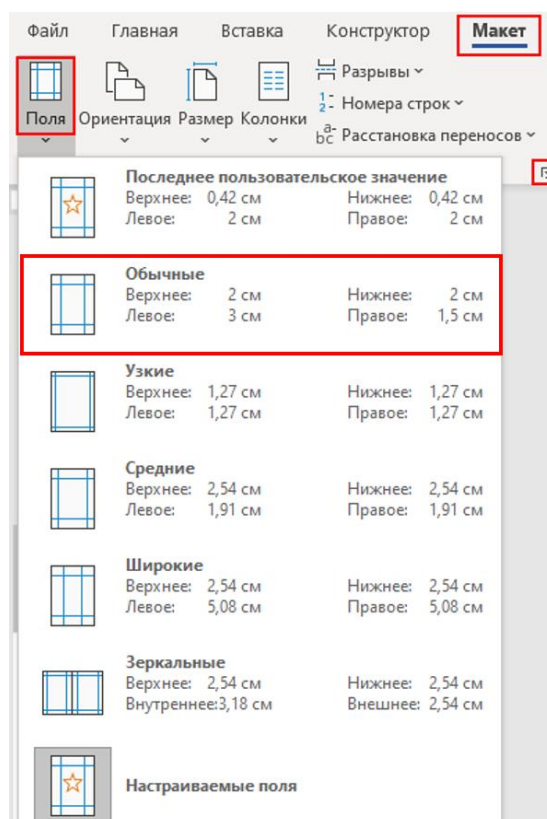 Файл Главная Вставка Конструктор Макет
Поля Ориентация Размер Колонки
Разрывы
Номера строк
Расстановка переносов
Последнее пользовательское значение
Верхнее: 0,42 см Нижнее: 0,42 см
Левое: 2 см Правое: 2 см
Обычные
Верхнее: 2 см Нижнее: 2 см
Левое: 3 см Правое: 1,5 см
Узкие
Верхнее: 1,27 см Нижнее: 1,27 см
Левое: 1,27 см Правое: 1,27 см
Средние
Верхнее: 2,54 см Нижнее: 2,54 см
Левое: 1,91 см Правое: 1,91 см
Широкие
Верхнее: 2,54 см Нижнее: 2,54 см
Левое: 5,08 см Правое: 5,08 см
Зеркальные
Верхнее: 2,54 см Нижнее: 2,54 см
Внутреннее:3,18 см Внешнее: 2,54 см
Настраиваемые поля